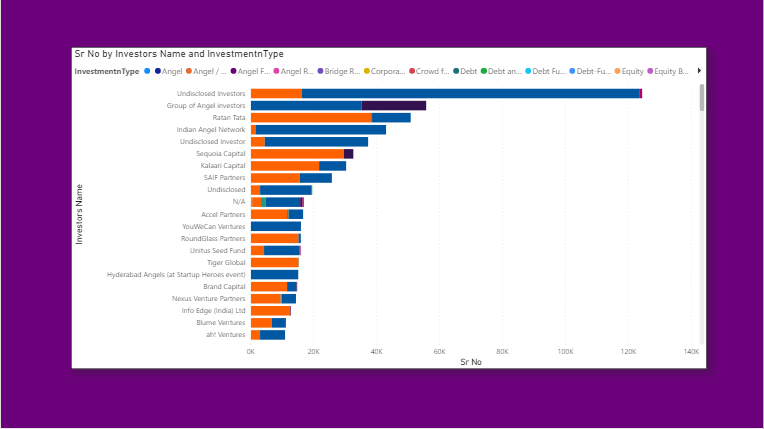 Sr No by Investors Name and InvestmentnType
InvestmentnType Angel Angel / ... Angel F... Angel R... Bridge R... Corpora... Crowd f... Debt Debt an... Debt Fu... Debt-Fu... Equity Equity B...
Investors Name
Undisclosed Investors
Group of Angel investors
Ratan Tata
Indian Angel Network
Undisclosed Investor
Sequoia Capital
Kalaari Capital
SAIF Partners
Undisclosed
N/A
Accel Partners
YouWeCan Ventures
RoundGlass Partners
Unitus Seed Fund
Tiger Global
Hyderabad Angels (at Startup Heroes event)
Brand Capital
Nexus Venture Partners
Info Edge (India) Ltd
Blume Ventures
ah! Ventures
0K 20K 40K 60K 80K 100K 120K 140K
Sr No